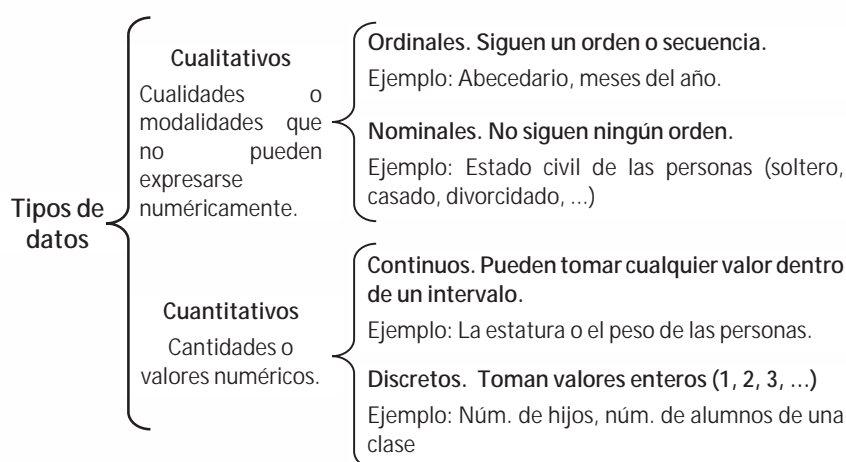 Tipos de
datos
Cualitativos
Cualidades o
modalidades que
no pueden
expresarse
numéricamente.
Ordinales. Siguen un orden o secuencia.
Ejemplo: Abecedario, meses del año.
Nominales. No siguen ningún orden.
Ejemplo: Estado civil de las personas (soltero,
casado, divorcidado, ...)
Cuantitativos
Cantidades o
valores numéricos.
Continuos. Pueden tomar cualquier valor dentro
de un intervalo.
Ejemplo: La estatura o el peso de las personas.
Discretos. Toman valores enteros (1, 2, 3, ...)
Ejemplo: Núm. de hijos, núm. de alumnos de una
clase